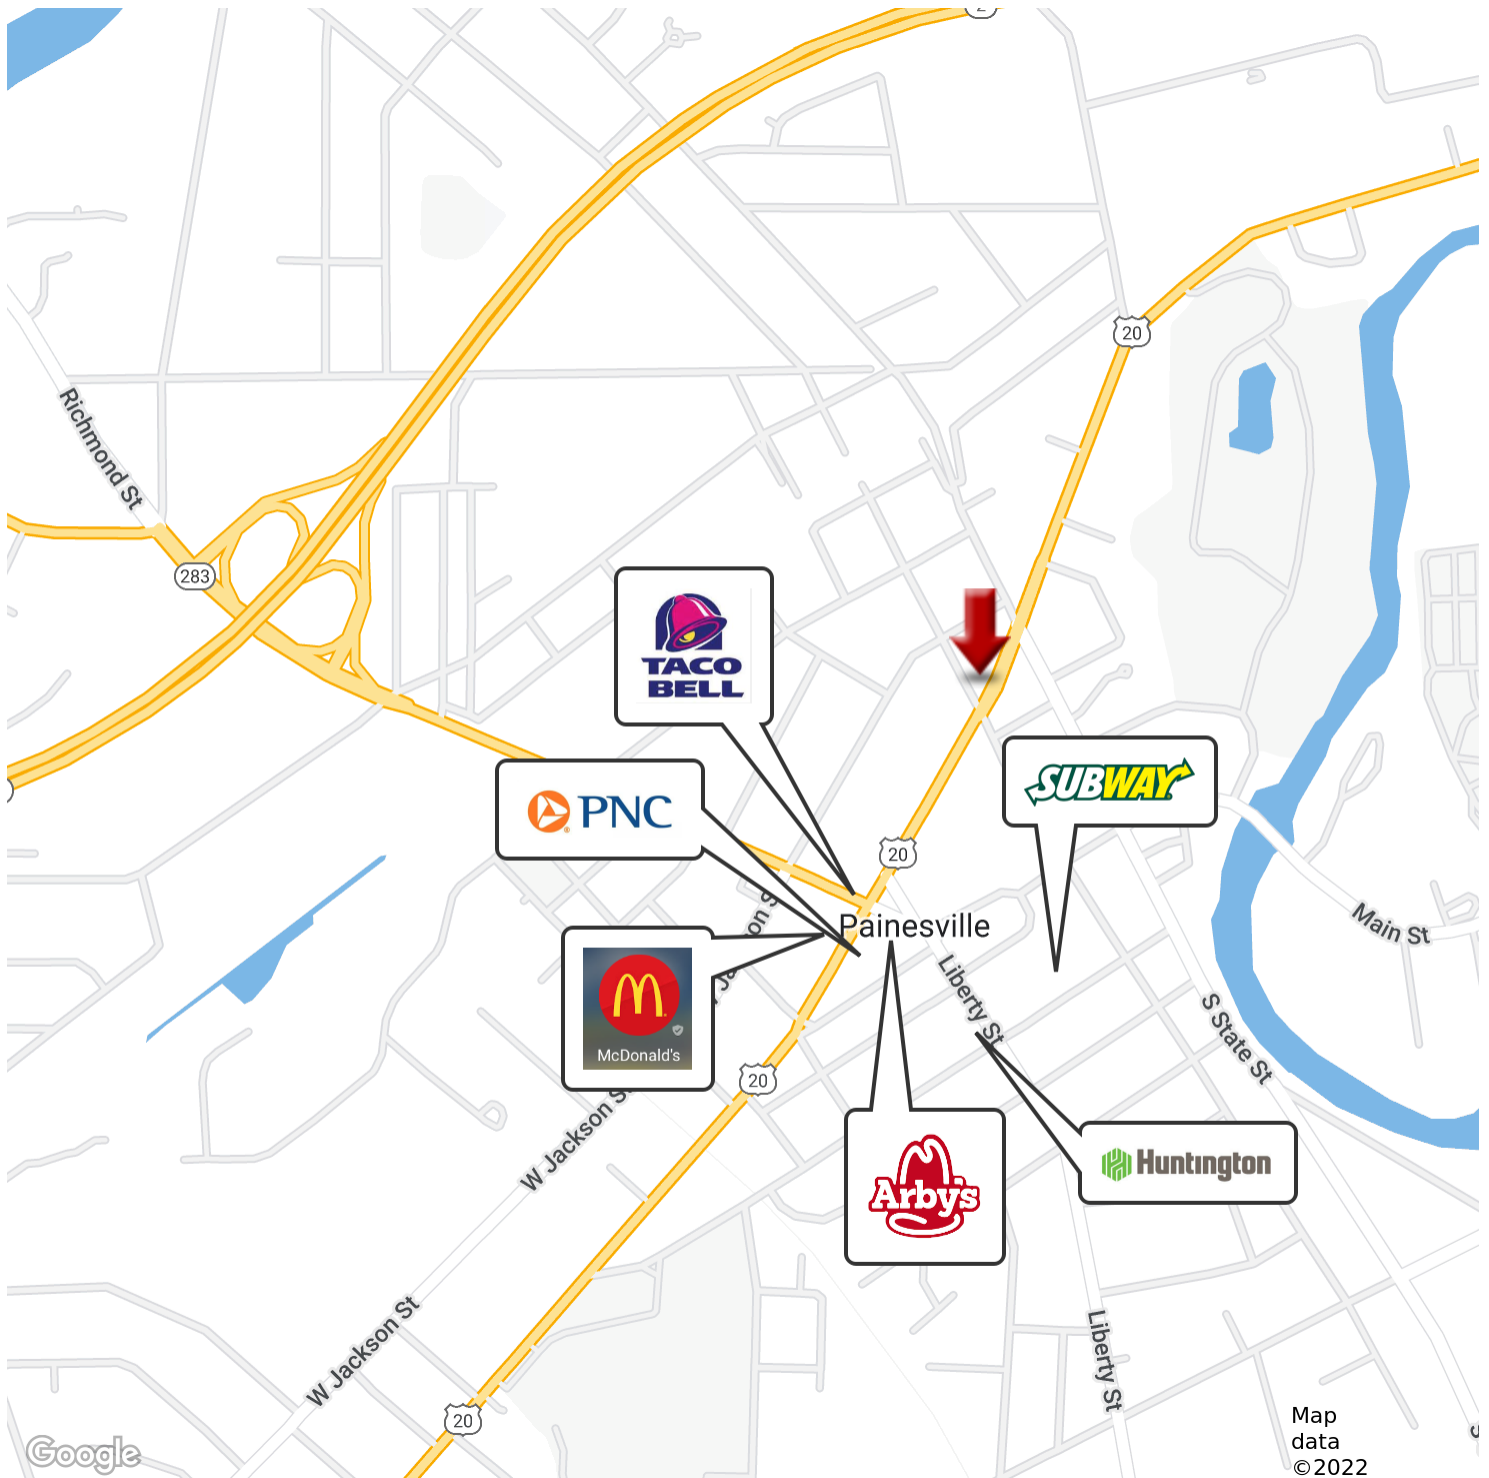 2
20
Richmond St
283
TACO
BELL
SUBWAY
PNC
20
Painesville
Main St
Liberty St
S State St
McDonald's
20
W Jackson St
Huntington
Arby's
W Jackson St
Liberty St
20
Google
Map
data
©2022